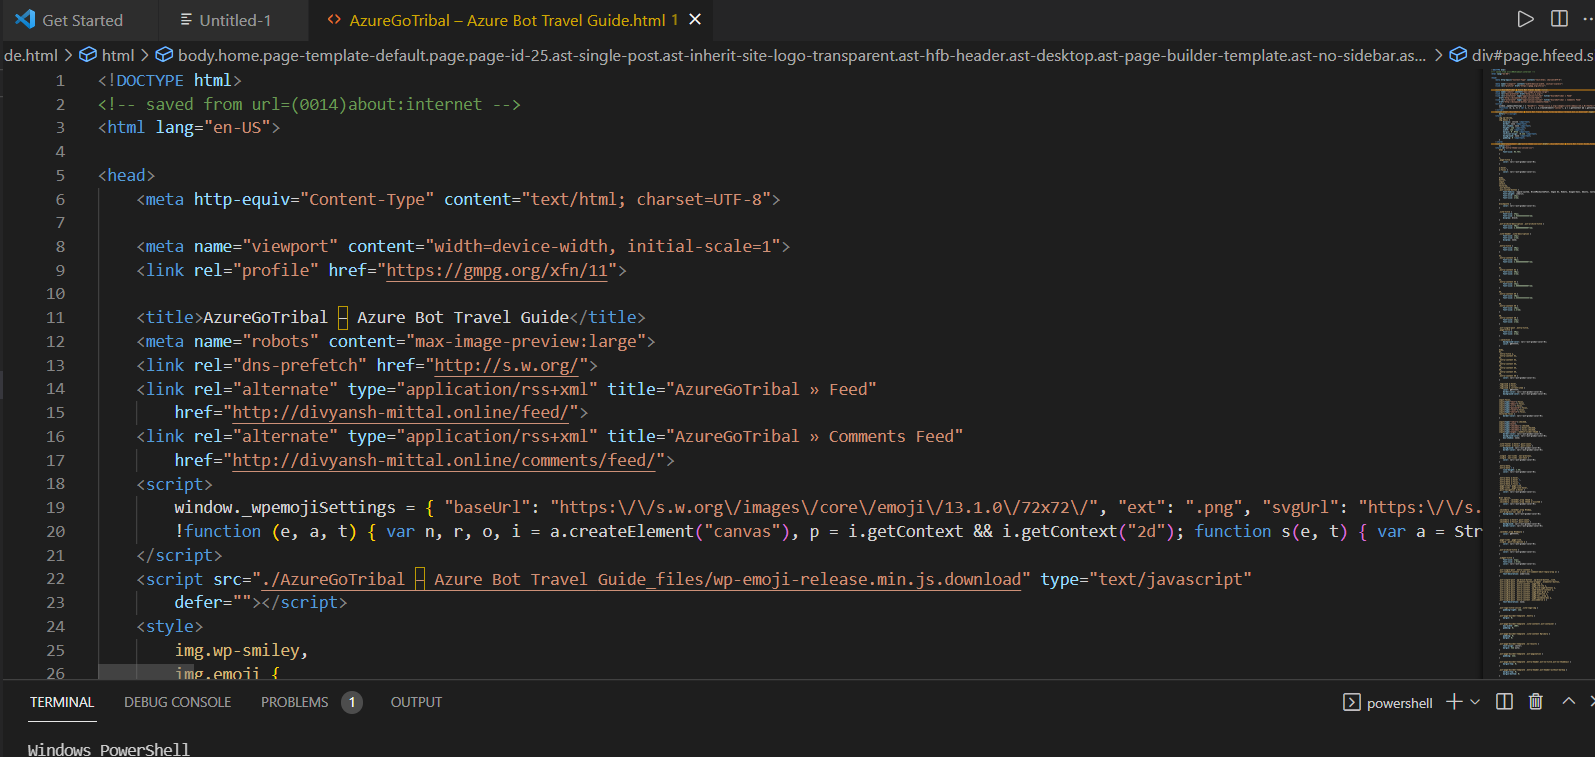 Get Started
Untitled-1
AzureGoTribal – Azure Bot Travel Guide.html 1
de.html > html > body.home.page-template-default.page.page-id-25.ast-single-post.ast-inherit-site-logo-transparent.ast-hfb-header.ast-desktop.ast-page-builder-template.ast-no-sidebar.as... > div#page.hfeed.s...
1 <!DOCTYPE html>
2 <!-- saved from url=(0014)about:internet -->
3 <html lang="en-US">
4
5 <head>
6 <meta http-equiv="Content-Type" content="text/html; charset=UTF-8">
7
8 <meta name="viewport" content="width=device-width, initial-scale=1">
9 <link rel="profile" href="https://gmpg.org/xfn/11">
10
11 <title>AzureGoTribal – Azure Bot Travel Guide</title>
12 <meta name="robots" content="max-image-preview:large">
13 <link rel="dns-prefetch" href="http://s.w.org/">
14 <link rel="alternate" type="application/rss+xml" title="AzureGoTribal » Feed"
15 href="http://divyansh-mittal.online/feed/">
16 <link rel="alternate" type="application/rss+xml" title="AzureGoTribal » Comments Feed"
17 href="http://divyansh-mittal.online/comments/feed/">
18 <script>
19 window._wpemojiSettings = { "baseUrl": "https:\/\/s.w.org\/images\/core\/emoji\/13.1.0\/72x72\/", "ext": ".png", "svgUrl": "https:\/\/s.
20 !function (e, a, t) { var n, r, o, i = a.createElement("canvas"), p = i.getContext && i.getContext("2d"); function s(e, t) { var a = Str
21 </script>
22 <script src="./AzureGoTribal – Azure Bot Travel Guide_files/wp-emoji-release.min.js.download" type="text/javascript"
23 defer=""></script>
24 <style>
25 img.wp-smiley,
26 img.emoji {
TERMINAL
DEBUG CONSOLE
PROBLEMS 1
OUTPUT
powershell
Windows PowerShell